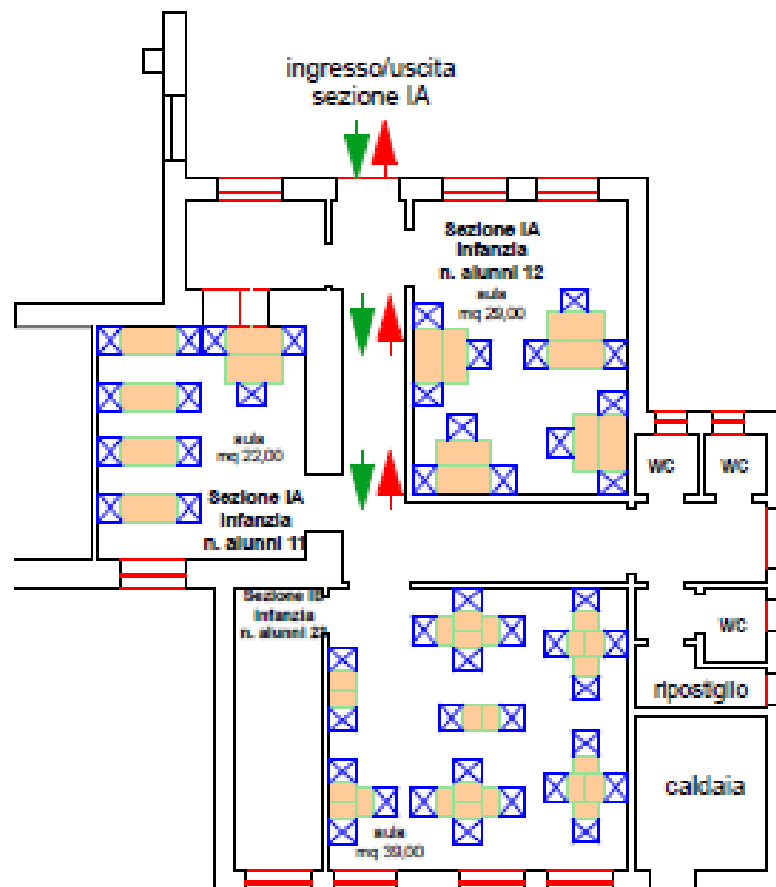 ingresso/uscita
sezione IA
Sezione IA
infanzia
n. alunni 12
aula
mq 29,00
aula
mq 22,00
Sezione IA
infanzia
n. alunni 11
WC
WC
Sezione IB
infanzia
n. alunni 23
WC
ripostiglio
caldaia
aula
mq 39,00